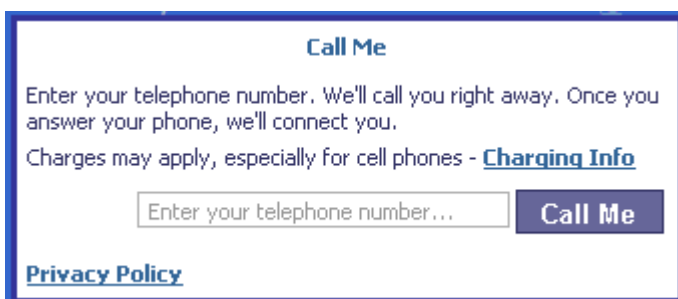 Call Me
Enter your telephone number. We'll call you right away. Once you
answer your phone, we'll connect you.
Charges may apply, especially for cell phones - Charging Info
Enter your telephone number... Call Me
Privacy Policy